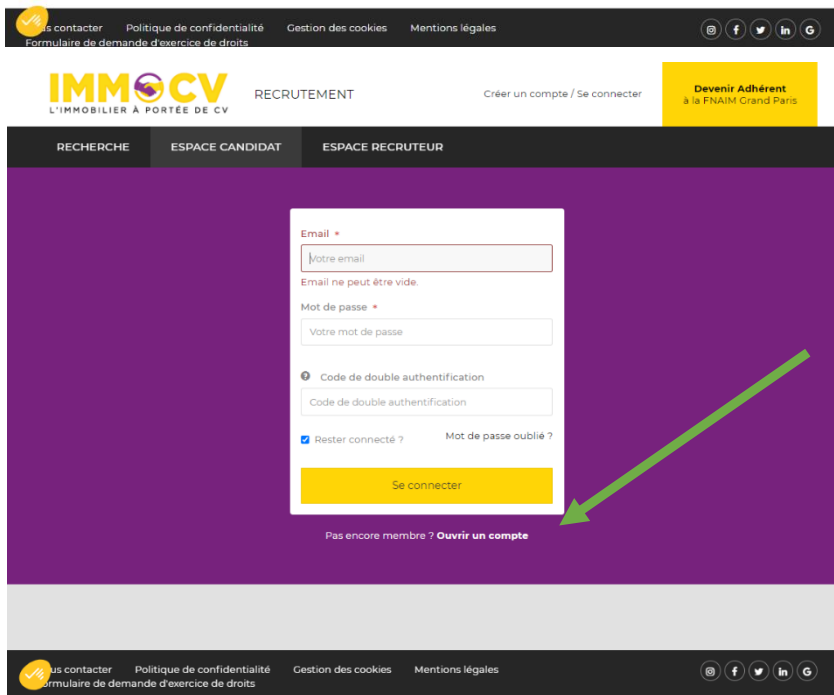 us contacter Politique de confidentialité Gestion des cookies Mentions légales
Formulaire de demande d'exercice de droits
IMMOCV
L'IMMOBILIER À PORTÉE DE CV
RECRUTEMENT
Créer un compte / Se connecter
Devenir Adhérent
à la FNAIM Grand Paris
RECHERCHE ESPACE CANDIDAT ESPACE RECRUTEUR
Email *
Votre email
Email ne peut être vide.
Mot de passe *
Votre mot de passe
Code de double authentification
Code de double authentification
Rester connecté ? Mot de passe oublié ?
Se connecter
Pas encore membre ? Ouvrir un compte
us contacter Politique de confidentialité Gestion des cookies Mentions légales
ormulaire de demande d'exercice de droits